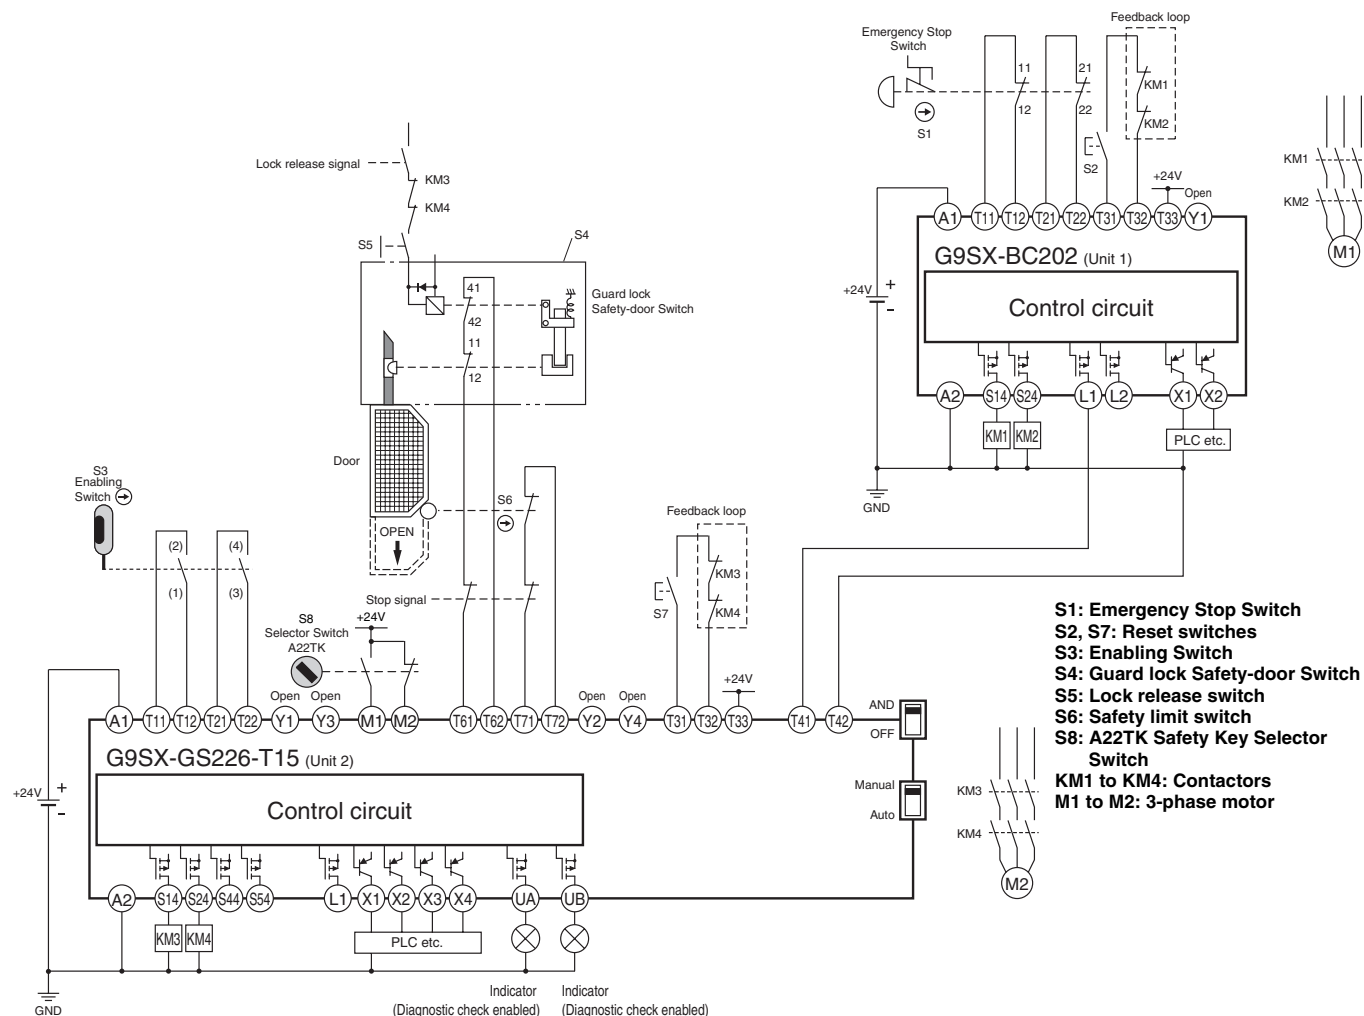 Emergency Stop
Switch
S1
11
12
21
22
S2
Feedback loop
KM1
KM2
+24V
Open
A1 T11 T12 T21 T22 T31 T32 T33 Y1
G9SX-BC202 (Unit 1)
Control circuit
+24V
+
-
A2 S14 S24 L1 L2 X1 X2
KM1 KM2
PLC etc.
GND
KM1
KM2
M1
Lock release signal
KM3
KM4
S5
S4
41
42
11
12
Guard lock
Safety-door Switch
Door
OPEN
S6
S3
Enabling
Switch
(2)
(1)
(4)
(3)
Stop signal
S8
Selector Switch
A22TK
+24V
Feedback loop
KM3
KM4
S7
+24V
Open Open
Open Open
A1 T11 T12 T21 T22 Y1 Y3 M1 M2 T61 T62 T71 T72 Y2 Y4 T31 T32 T33 T41 T42
AND
OFF
Manual
Auto
G9SX-GS226-T15 (Unit 2)
Control circuit
+24V
+
-
A2 S14 S24 S44 S54 L1 X1 X2 X3 X4 UA UB
KM3 KM4
PLC etc.
GND
Indicator
(Diagnostic check enabled)
Indicator
(Diagnostic check enabled)
KM3
KM4
M2
S1: Emergency Stop Switch
S2, S7: Reset switches
S3: Enabling Switch
S4: Guard lock Safety-door Switch
S5: Lock release switch
S6: Safety limit switch
S8: A22TK Safety Key Selector
Switch
KM1 to KM4: Contactors
M1 to M2: 3-phase motor